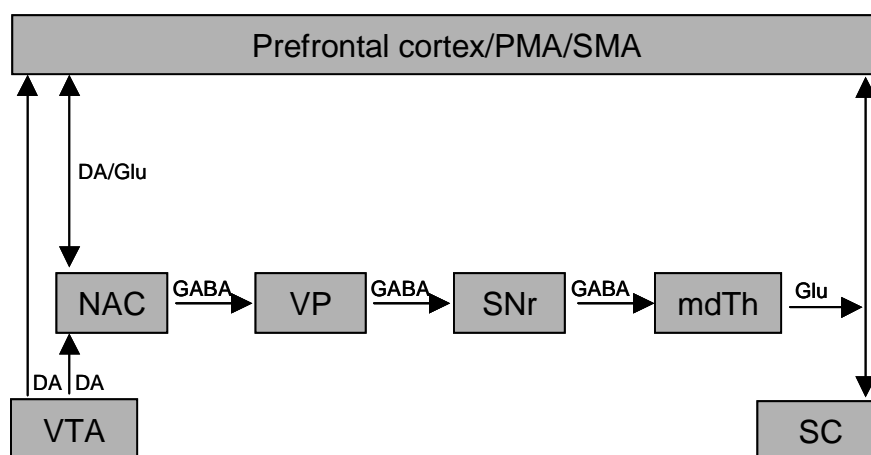 Prefrontal cortex/PMA/SMA
DA/Glu
NAC
GABA
VP
GABA
SNr
GABA
mdTh
Glu
DA
DA
VTA
SC